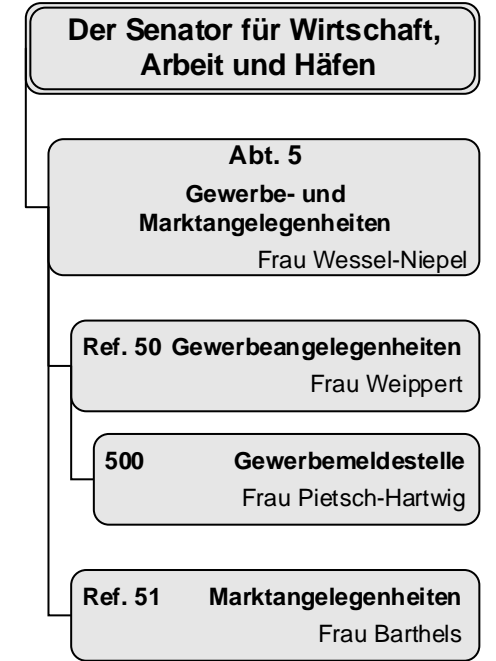 Der Senator für Wirtschaft,
Arbeit und Häfen
Abt. 5
Gewerbe- und
Marktangelegenheiten
Frau Wessel-Niepel
Ref. 50 Gewerbeangelegenheiten
Frau Weippert
500 Gewerbemeldestelle
Frau Pietsch-Hartwig
Ref. 51 Marktangelegenheiten
Frau Barthels